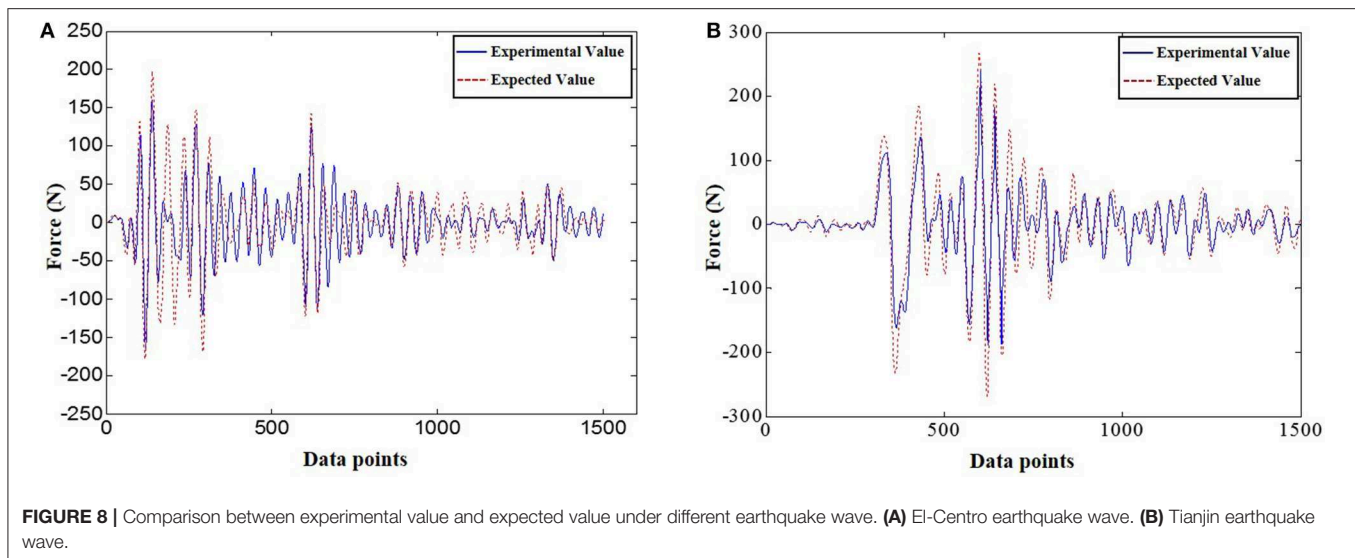 A
250
200
150
100
50
0
-50
-100
-150
-200
-250
Force (N)
0
500
1000
1500
Data points
Experimental Value
Expected Value
B
300
200
100
0
-100
-200
-300
Force (N)
0
500
1000
1500
Data points
Experimental Value
Expected Value
FIGURE 8 | Comparison between experimental value and expected value under different earthquake wave. (A) El-Centro earthquake wave. (B) Tianjin earthquake
wave.